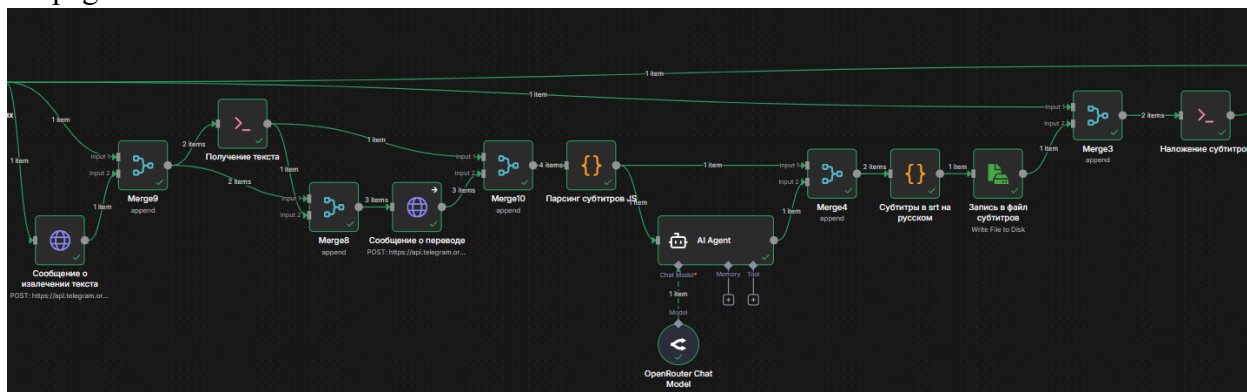 1 item
1 item
их
1 item
1 item
Input 1
Input 2
1 item
Merge9
append
Сообщение о
извлечении текста
POST: https://api.telegram.or...
2 items
Получение текста
2 items
1 item
Input 1
Input 2
Merge8
append
3 items
Сообщение о переводе
POST: https://api.telegram.or...
1 item
3 items
Input 1
Input 2
Merge10
append
4 items
Парсинг субтитров JS
1 item
1 item
AI Agent
Chat Model*
Memory
Tool
1 item
Model
OpenRouter Chat
Model
1 item
Input 1
Input 2
Merge4
append
2 items
Субтитры в srt на
русском
1 item
Запись в файл
субтитров
Write File to Disk
1 item
Input 1
Input 2
Merge3
append
2 items
Наложение субтитро